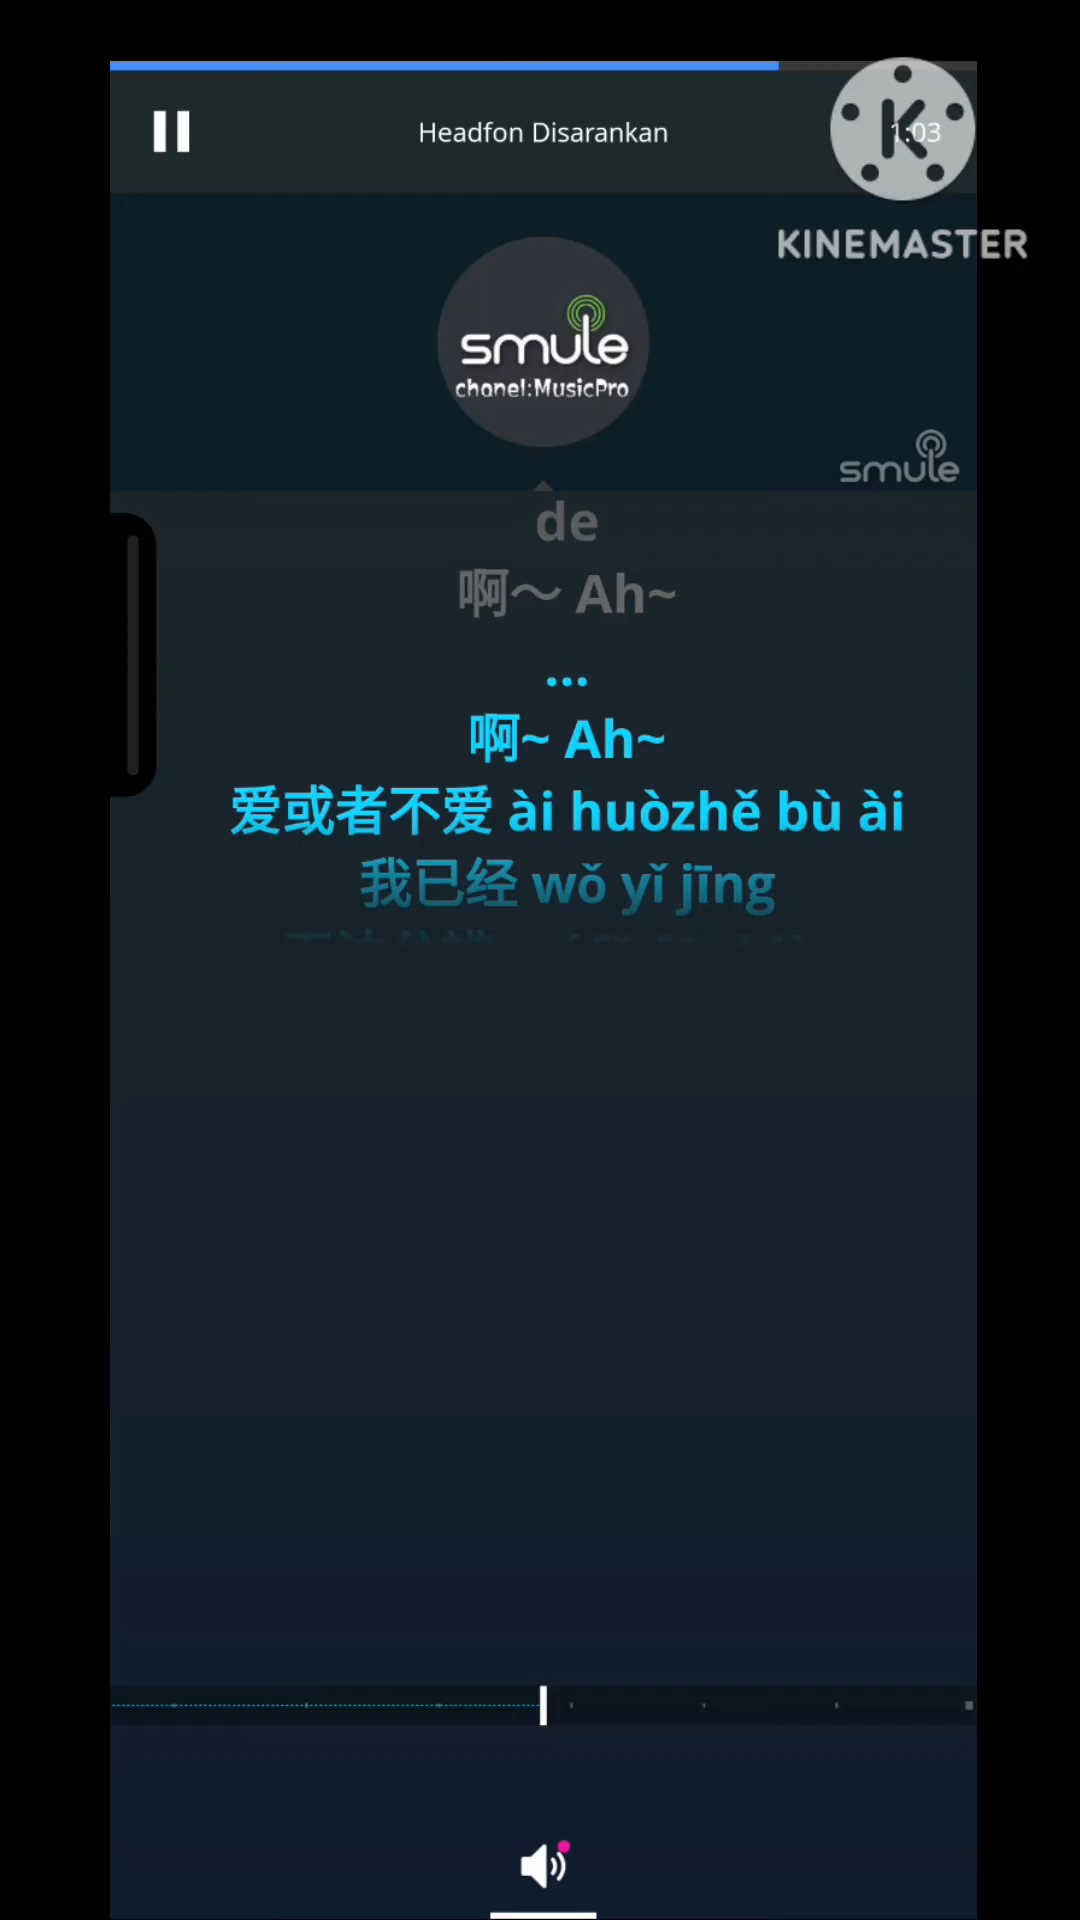 Headfon Disarankan
1:03
KINEMASTER
smule
chanel:MusicPro
smule
de
啊～ Ah~
...
啊~ Ah~
爱或者不爱 ài huòzhě bù ài
我已经 wǒ yǐ jīng